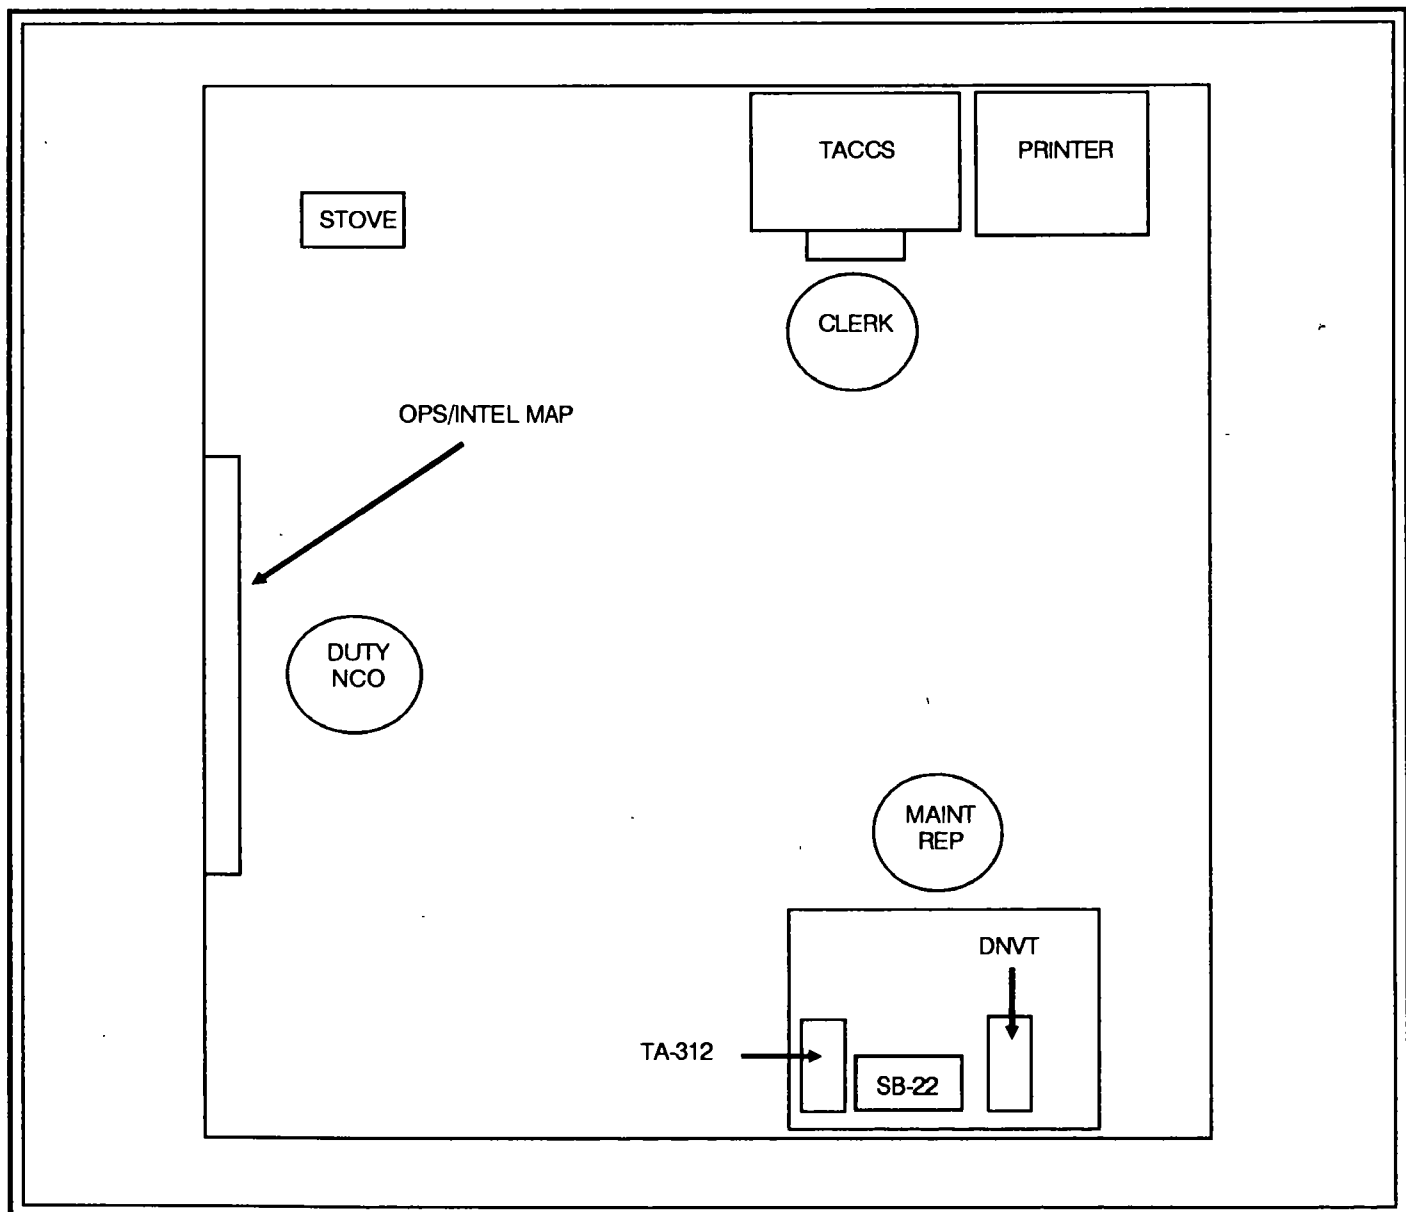 TACCS
PRINTER
STOVE
CLERK
OPS/INTEL MAP
DUTY
NCO
MAINT
REP
DNVT
TA-312
SB-22